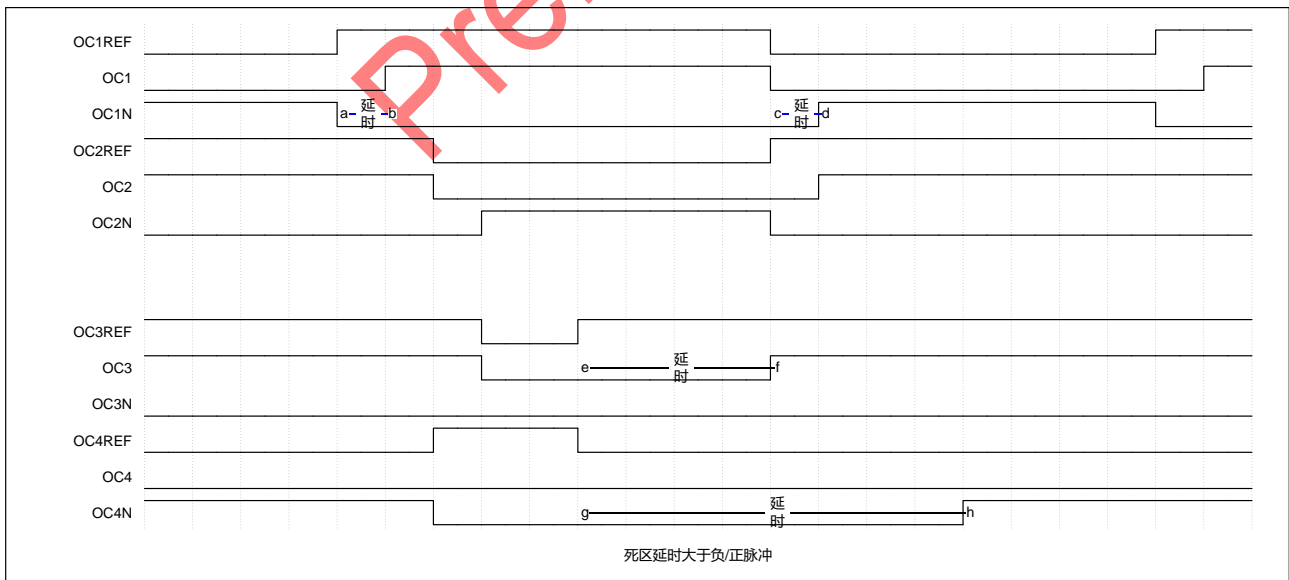 Pre
OC1REF
OC1
OC1N
a 延时 b
c 延时 d
OC2REF
OC2
OC2N
OC3REF
OC3
e 延时 f
OC3N
OC4REF
OC4
OC4N
g 延时 h
死区延时大于负/正脉冲